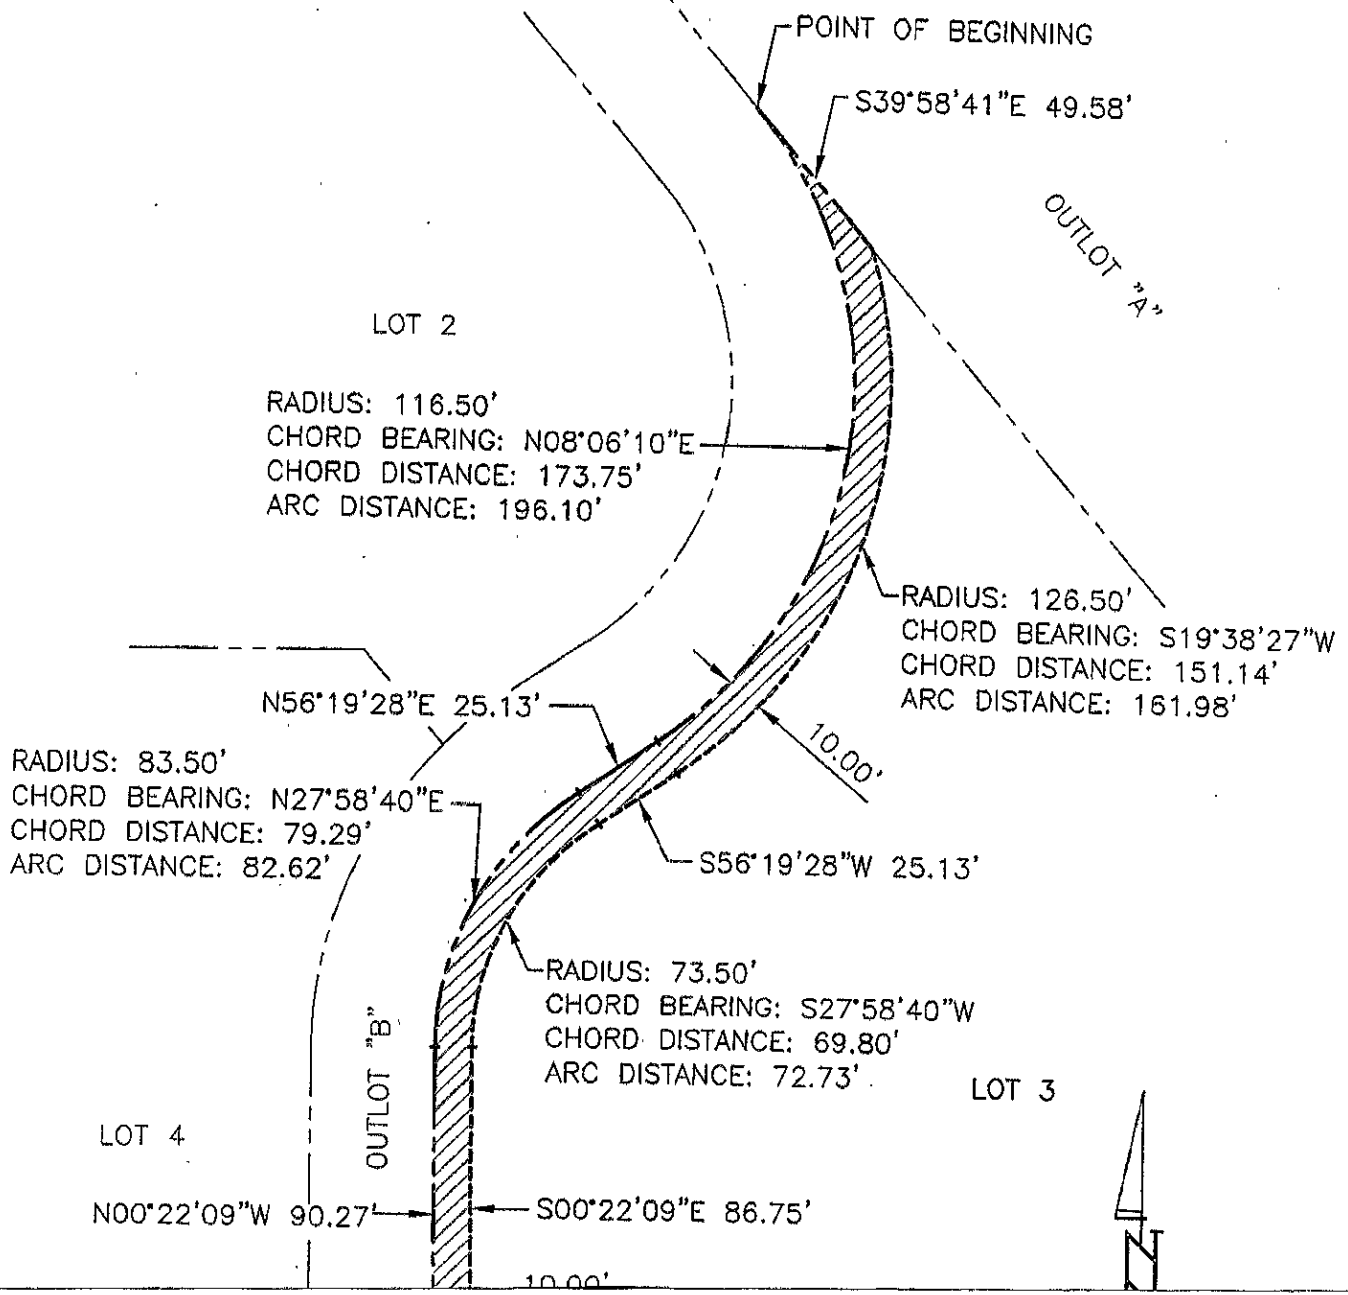 POINT OF BEGINNING
S39°58'41"E 49.58'
OUTLOT "A"
LOT 2
RADIUS: 116.50'
CHORD BEARING: N08°06'10"E
CHORD DISTANCE: 173.75'
ARC DISTANCE: 196.10'
RADIUS: 126.50'
CHORD BEARING: S19°38'27"W
CHORD DISTANCE: 151.14'
ARC DISTANCE: 161.98'
N56°19'28"E 25.13'
10.00'
RADIUS: 83.50'
CHORD BEARING: N27°58'40"E
CHORD DISTANCE: 79.29'
ARC DISTANCE: 82.62'
S56°19'28"W 25.13'
RADIUS: 73.50'
CHORD BEARING: S27°58'40"W
CHORD DISTANCE: 69.80'
ARC DISTANCE: 72.73'
OUTLOT "B"
LOT 3
LOT 4
N00°22'09"W 90.27'
S00°22'09"E 86.75'
10.00'
N